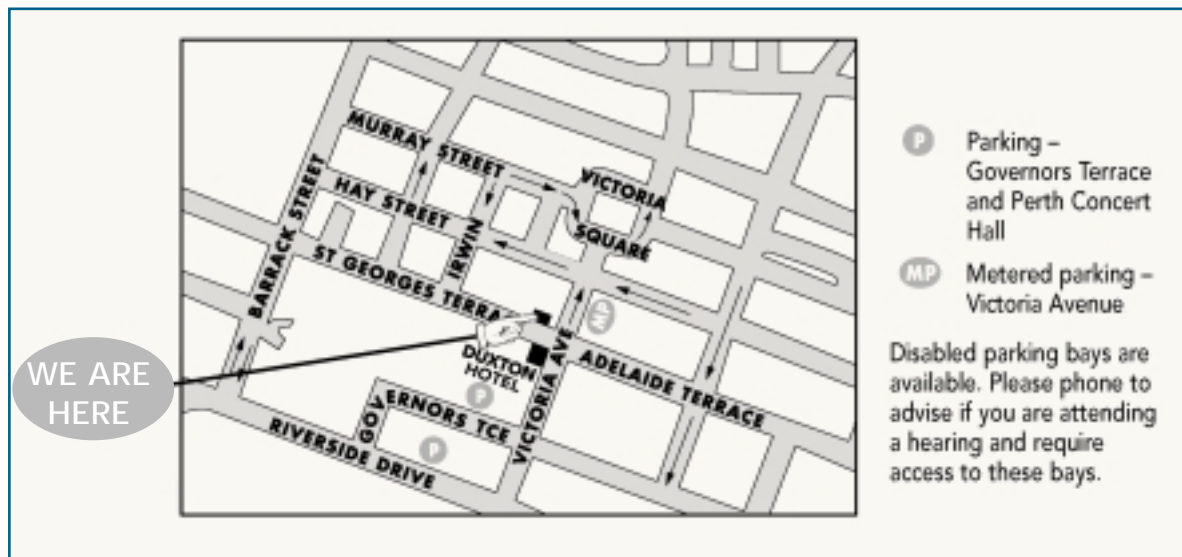 MURRAY STREET
VICTORIA
SQUARE
HAY STREET
IRWIN
BARRACK STREET
ST GEORGES TERRAC
DUXTON
HOTEL
VICTORIA AVE
ADELAIDE TERRACE
P
GOVERNORS TCE
P
RIVERSIDE DRIVE
WE ARE
HERE
P
Parking –
Governors Terrace
and Perth Concert
Hall
MP
Metered parking –
Victoria Avenue
Disabled parking bays are
available. Please phone to
advise if you are attending
a hearing and require
access to these bays.